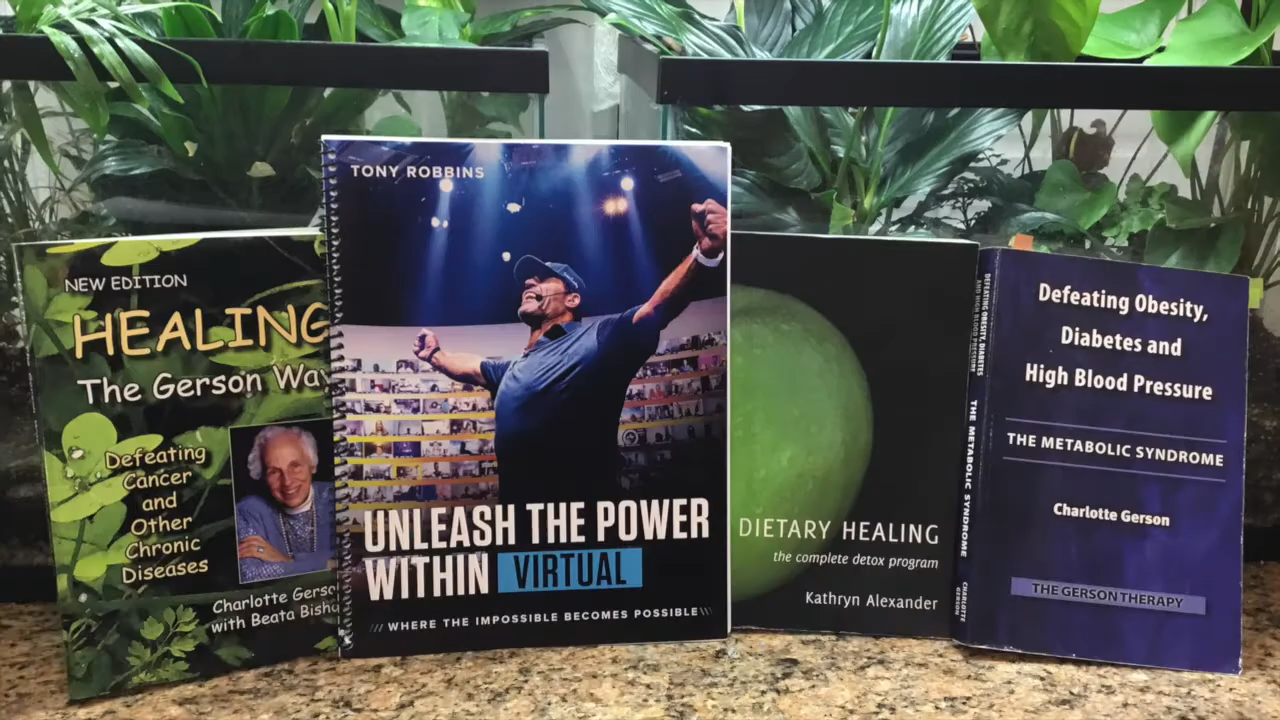 NEW EDITION
HEALING
The Gerson Way
Defeating
Cancer
and
Other
Chronic
Diseases
Charlotte Gerso
with Beata Bish
TONY ROBBINS
UNLEASH THE POWER
WITHIN VIRTUAL
/// WHERE THE IMPOSSIBLE BECOMES POSSIBLE \\\
DIETARY HEALING
the complete detox program
Kathryn Alexander
DEFEATING OBESITY, DIABETES
AND HIGH BLOOD PRESSURE
THE METABOLIC SYNDROME
CHARLOTTE
GERSON
Defeating Obesity,
Diabetes and
High Blood Pressure
THE METABOLIC SYNDROME
Charlotte Gerson
THE GERSON THERAPY